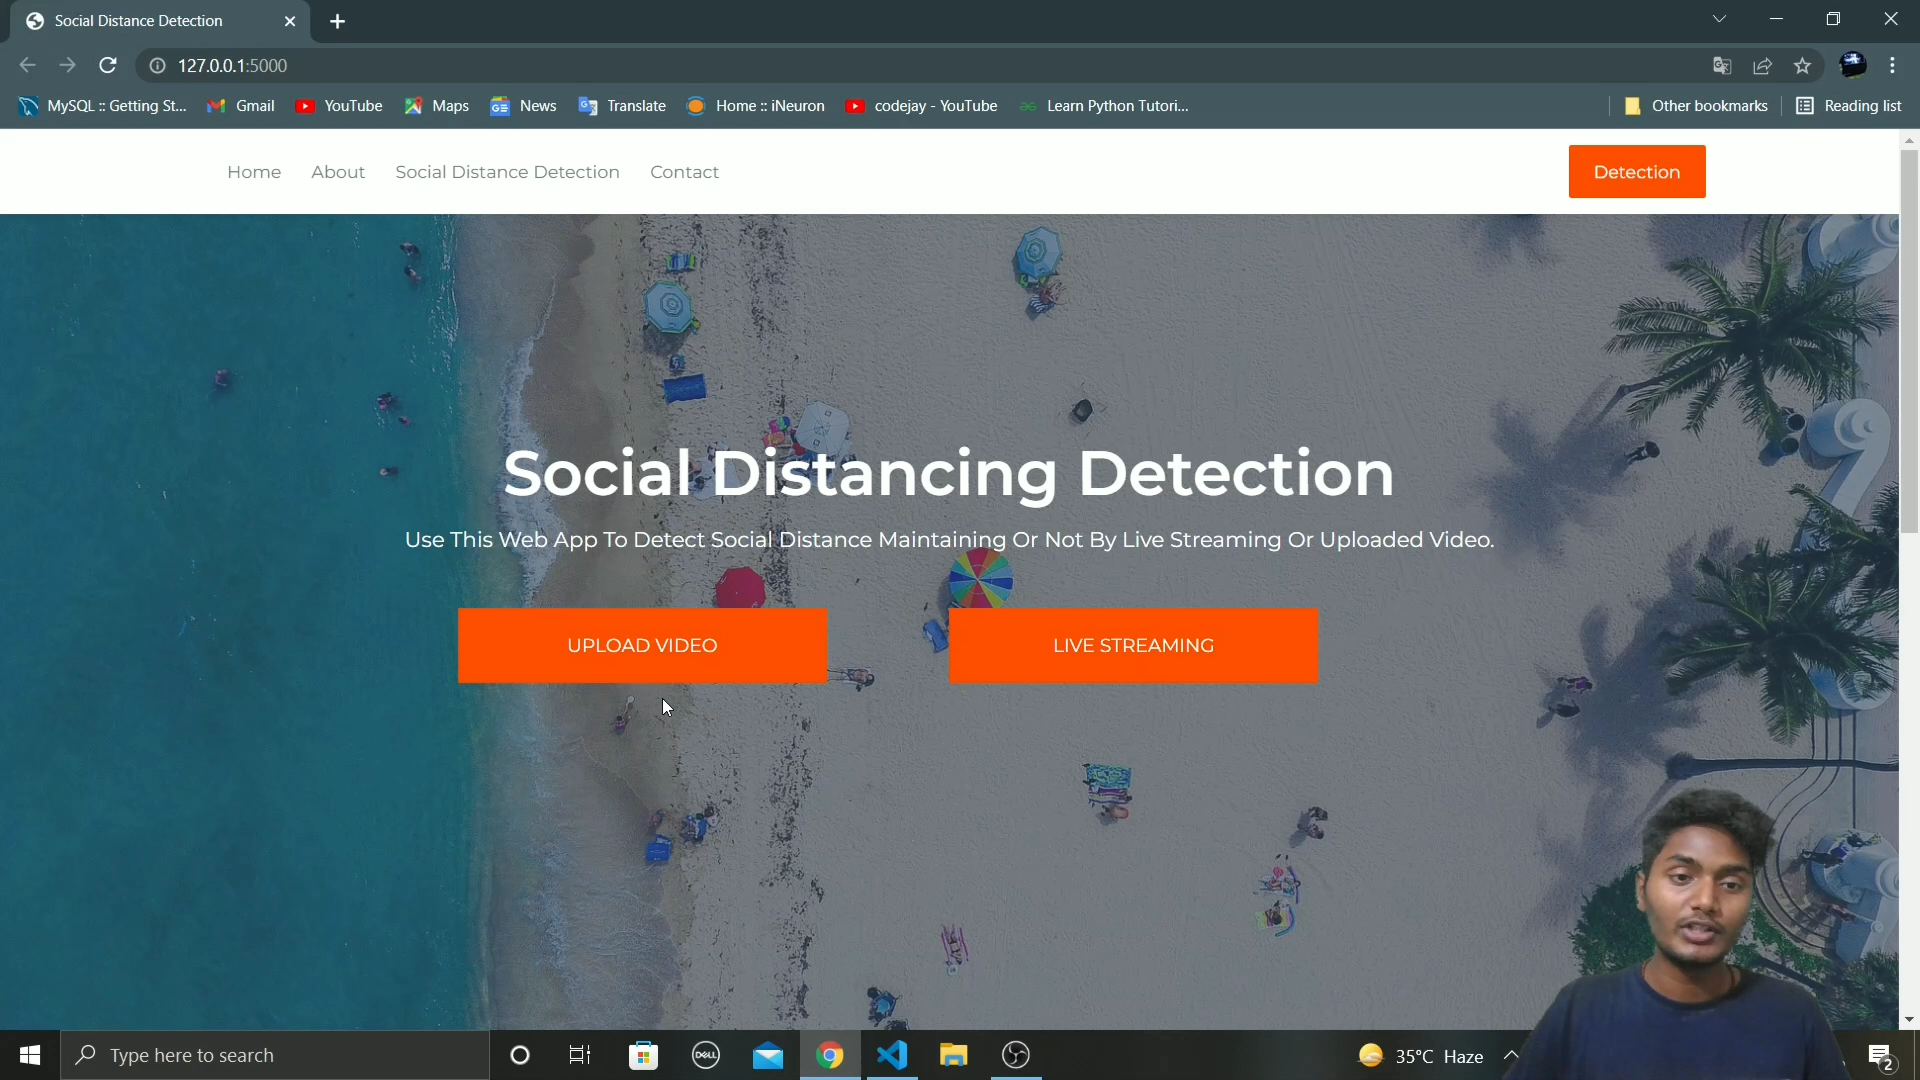 Social Distance Detection
127.0.0.1:5000
MySQL :: Getting St...
Gmail
YouTube
Maps
News
Translate
Home :: iNeuron
codejay - YouTube
Learn Python Tutori...
Other bookmarks
Reading list
Home
About
Social Distance Detection
Contact
Detection
Social Distancing Detection
Use This Web App To Detect Social Distance Maintaining Or Not By Live Streaming Or Uploaded Video.
UPLOAD VIDEO
LIVE STREAMING
Type here to search
DELL
35°C Haze
2